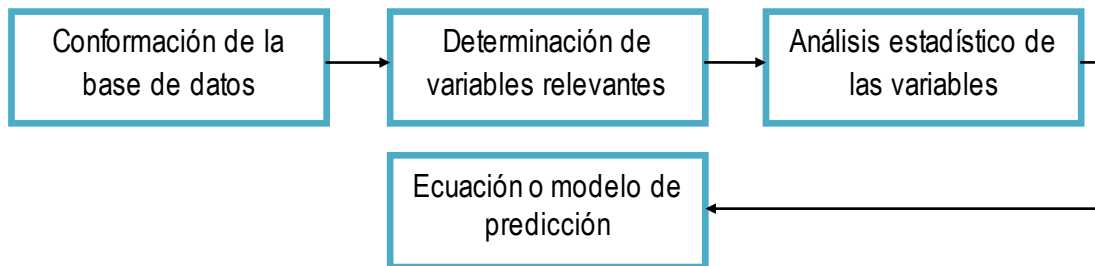 Conformación de la
base de datos
Determinación de
variables relevantes
Análisis estadístico de
las variables
Ecuación o modelo de
predicción